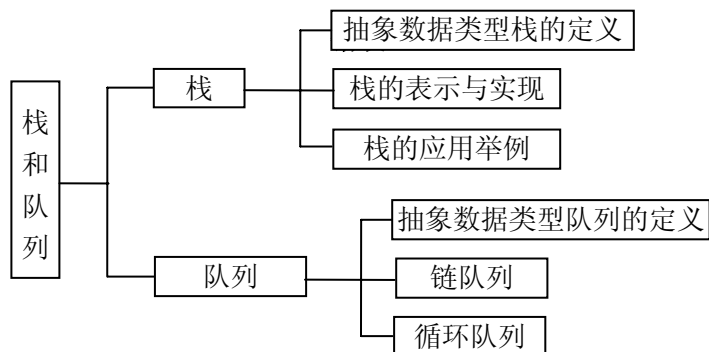 栈和队列
栈
抽象数据类型栈的定义
栈的表示与实现
栈的应用举例
队列
抽象数据类型队列的定义
链队列
循环队列